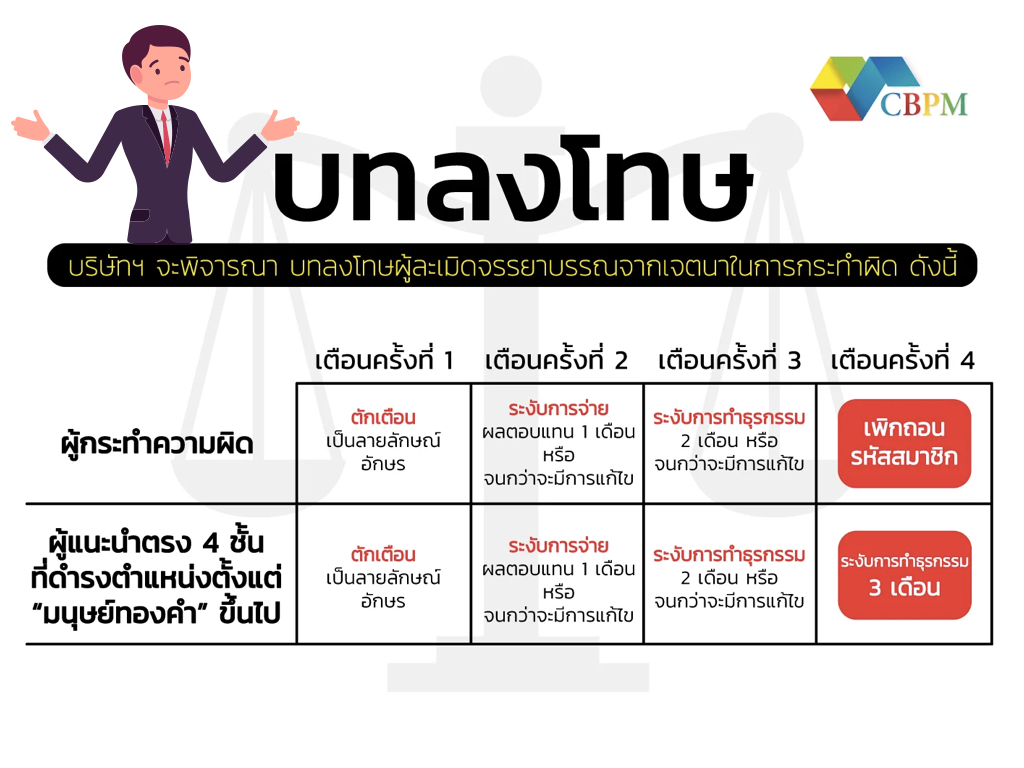 CBPM
บทลงโทษ
บริษัทฯ จะพิจารณา บทลงโทษผู้ละเมิดจรรยาบรรณจากเจตนาในการกระทำผิด ดังนี้
เตือนครั้งที่ 1 เตือนครั้งที่ 2 เตือนครั้งที่ 3 เตือนครั้งที่ 4
ผู้กระทำความผิด
ตักเตือน
เป็นลายลักษณ์
อักษร
ระงับการจ่าย
ผลตอบแทน 1 เดือน
หรือ
จนกว่าจะมีการแก้ไข
ระงับการทำธุรกรรม
2 เดือน หรือ
จนกว่าจะมีการแก้ไข
เพิกถอน
รหัสสมาชิก
ผู้แนะนำตรง 4 ชั้น
ที่ดำรงตำแหน่งตั้งแต่
“มนุษย์ทองคำ” ขึ้นไป
ตักเตือน
เป็นลายลักษณ์
อักษร
ระงับการจ่าย
ผลตอบแทน 1 เดือน
หรือ
จนกว่าจะมีการแก้ไข
ระงับการทำธุรกรรม
2 เดือน หรือ
จนกว่าจะมีการแก้ไข
ระงับการทำธุรกรรม
3 เดือน